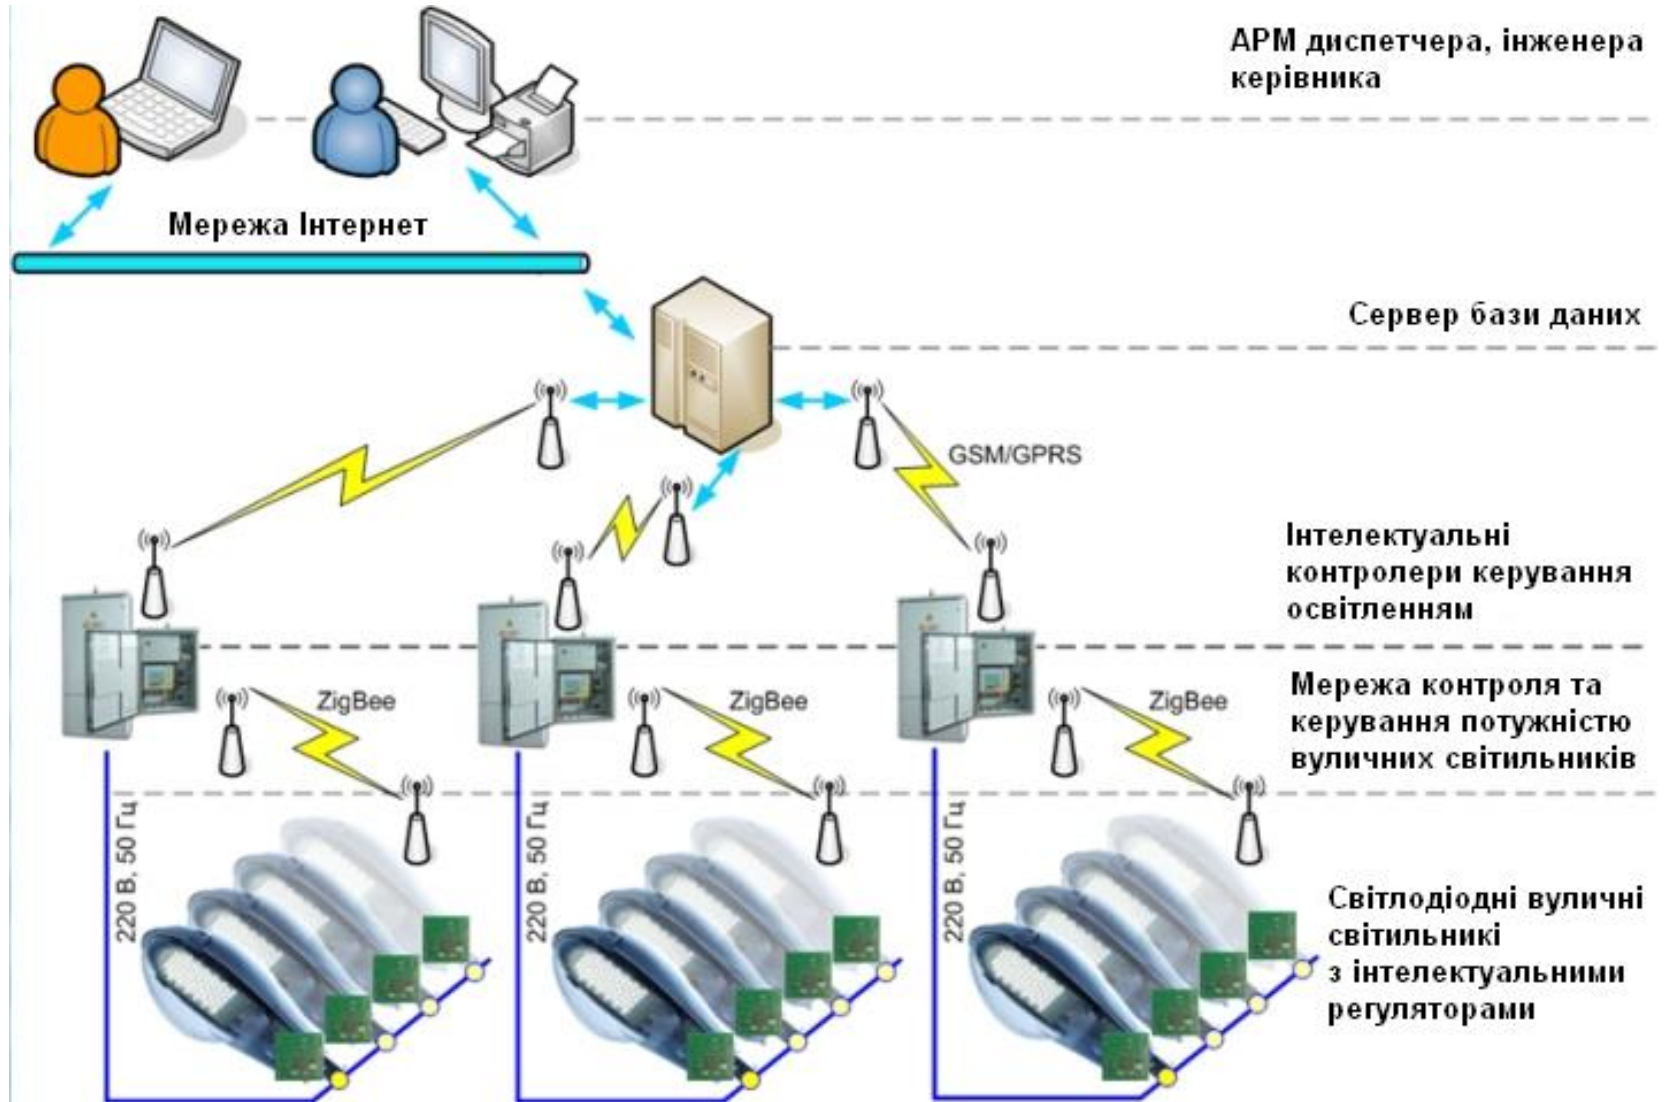 АРМ диспетчера, інженера
керівника
Мережа Інтернет
Сервер бази даних
GSM/GPRS
Інтелектуальні
контролери керування
освітленням
ZigBee
ZigBee
ZigBee
Мережа контроля та
керування потужністю
вуличних світильників
220 В, 50 Гц
220 В, 50 Гц
220 В, 50 Гц
Світлодіодні вуличні
світильникі
з інтелектуальними
регуляторами